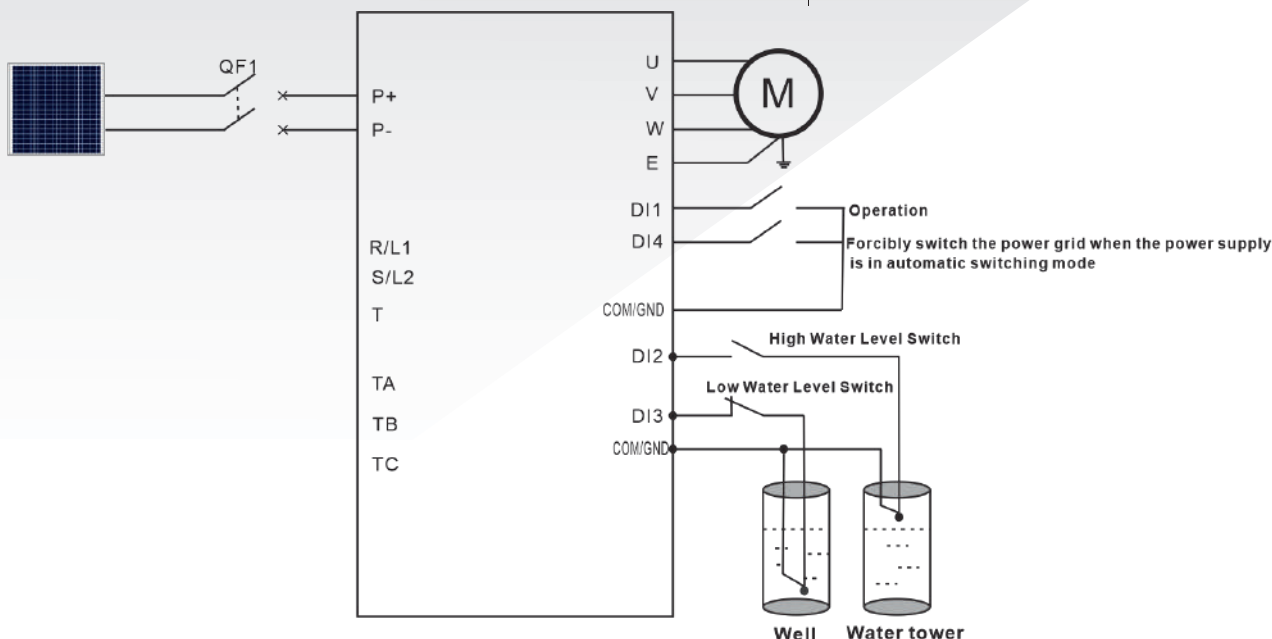 QF1
P+
P-
R/L1
S/L2
T
TA
TB
TC
U
V
W
E
M
DI1
Operation
DI4
Forcibly switch the power grid when the power supply
is in automatic switching mode
COM/GND
DI2
High Water Level Switch
Low Water Level Switch
DI3
COM/GND
Well
Water tower